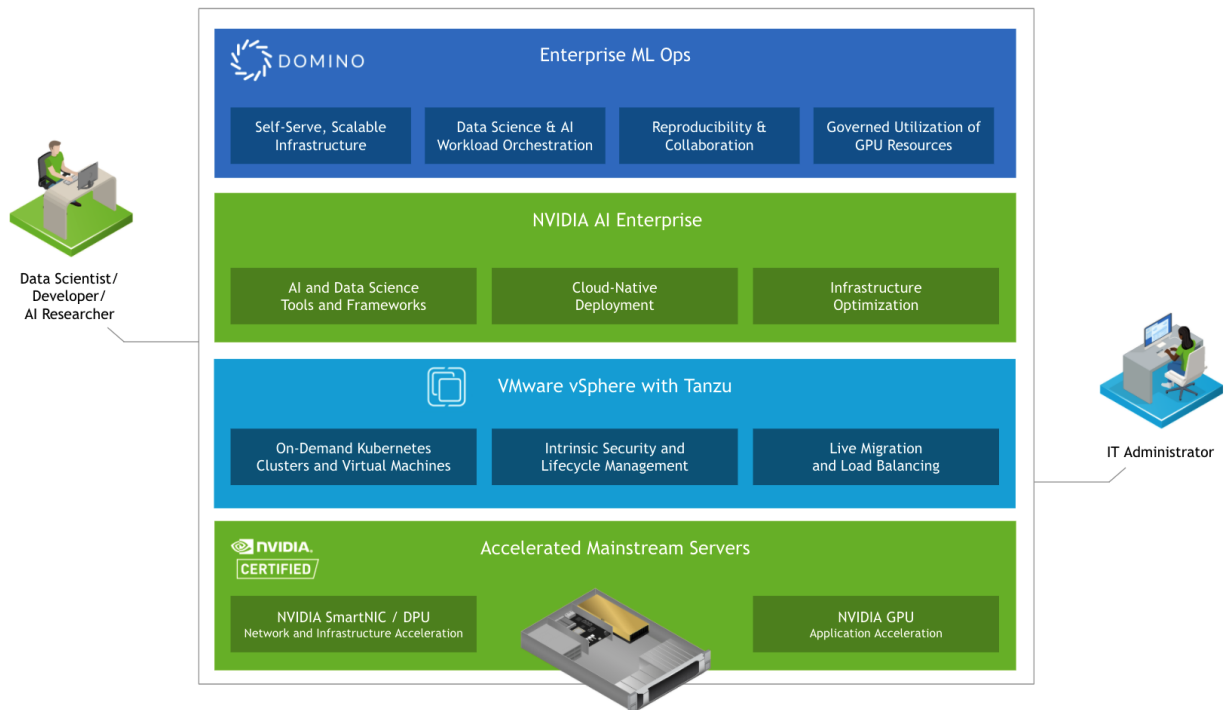 DOMINO
Enterprise ML Ops
Self-Serve, Scalable
Infrastructure
Data Science & AI
Workload Orchestration
Reproducibility &
Collaboration
Governed Utilization of
GPU Resources
NVIDIA AI Enterprise
AI and Data Science
Tools and Frameworks
Cloud-Native
Deployment
Infrastructure
Optimization
Data Scientist/
Developer/
AI Researcher
VMware vSphere with Tanzu
On-Demand Kubernetes
Clusters and Virtual Machines
Intrinsic Security and
Lifecycle Management
Live Migration
and Load Balancing
IT Administrator
NVIDIA.
CERTIFIED
Accelerated Mainstream Servers
NVIDIA SmartNIC / DPU
Network and Infrastructure Acceleration
NVIDIA GPU
Application Acceleration